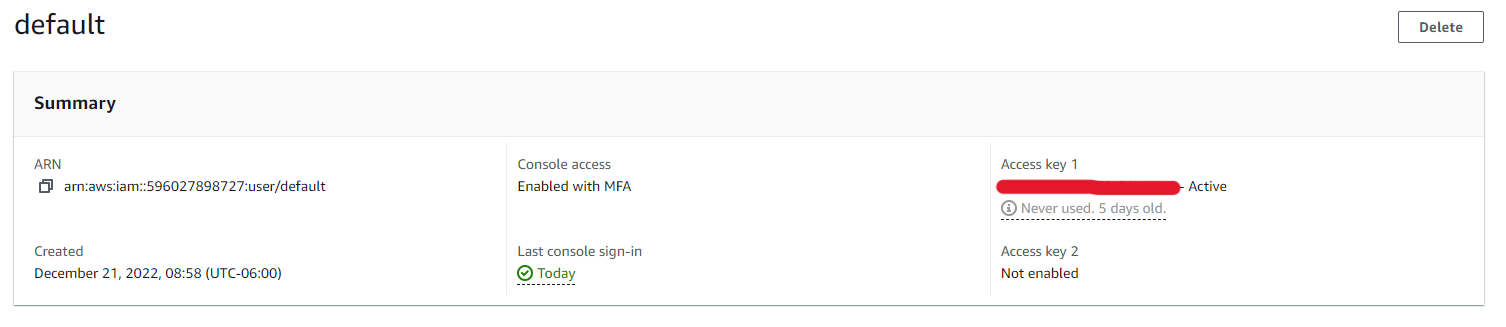 default
Delete
Summary
ARN
arn:aws:iam::596027898727:user/default
Created
December 21, 2022, 08:58 (UTC-06:00)
Console access
Enabled with MFA
Last console sign-in
Today
Access key 1
- Active
Never used. 5 days old.
Access key 2
Not enabled